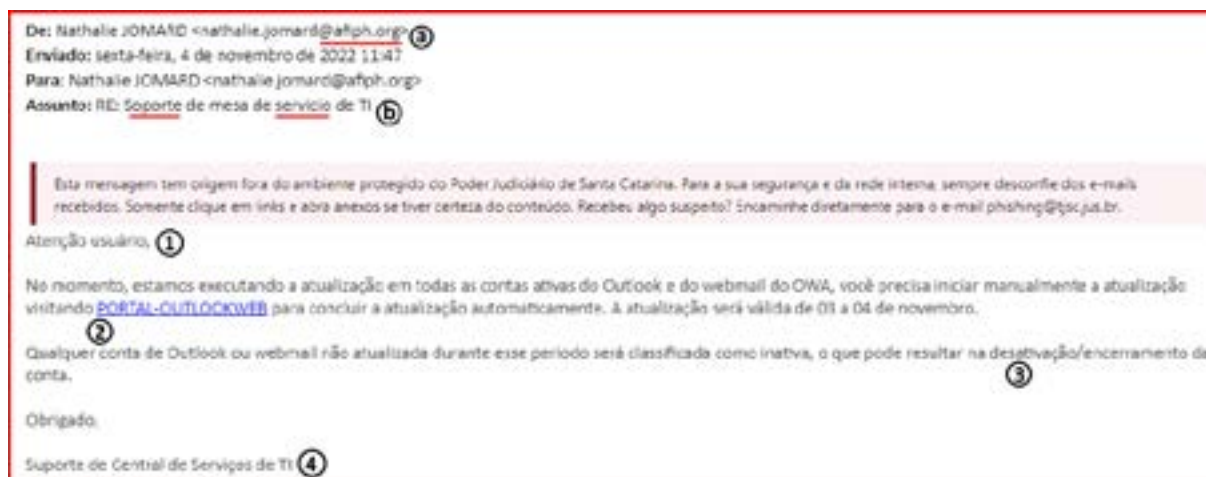 De: Nathalie JOMARD <nathalie.jomard@afiph.org> ⓐ
Enviado: sexta-feira, 4 de novembro de 2022 11:47
Para: Nathalie JOMARD <nathalie.jomard@afiph.org>
Assunto: RE: Soporte de mesa de servicio de TI ⓑ
Esta mensagem tem origem fora do ambiente protegido do Poder Judiciário de Santa Catarina. Para a sua segurança e da rede interna, sempre desconfie dos e-mails
recebidos. Somente clique em links e abra anexos se tiver certeza do conteúdo. Recebeu algo suspeito? Encaminhe diretamente para o e-mail phishing@tjsc.jus.br.
Atenção usuário, ①
No momento, estamos executando a atualização em todas as contas ativas do Outlook e do webmail do OWA, você precisa iniciar manualmente a atualização
visitando PORTAL-OUTLOOKWEB para concluir a atualização automaticamente. A atualização será válida de 03 a 04 de novembro.
②
Qualquer conta de Outlook ou webmail não atualizada durante esse período será classificada como inativa, o que pode resultar na desativação/encerramento da
conta.
③
Obrigado.
Suporte de Central de Serviços de TI ④